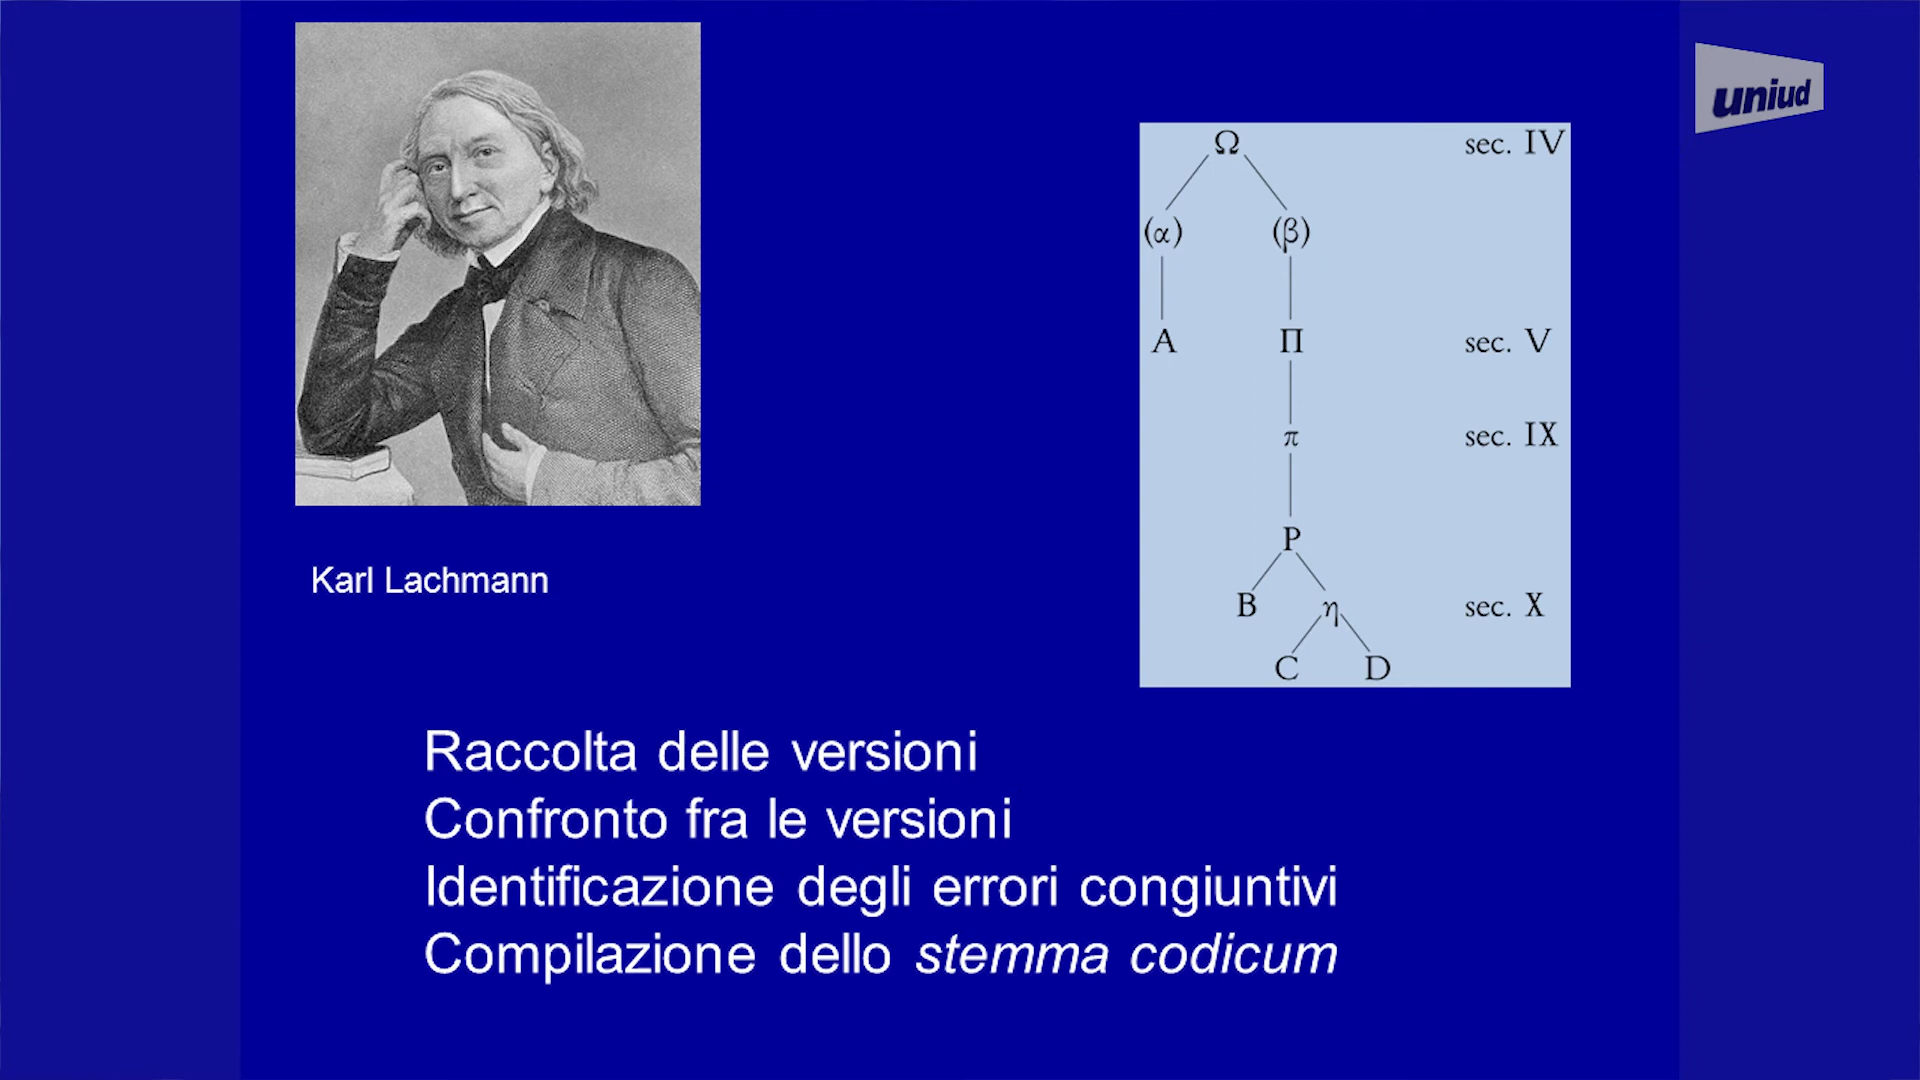 uniud
Ω sec. IV
(α) (β)
A Π sec. V
π sec. IX
P
B η sec. X
C D
Karl Lachmann
Raccolta delle versioni
Confronto fra le versioni
Identificazione degli errori congiuntivi
Compilazione dello stemma codicum